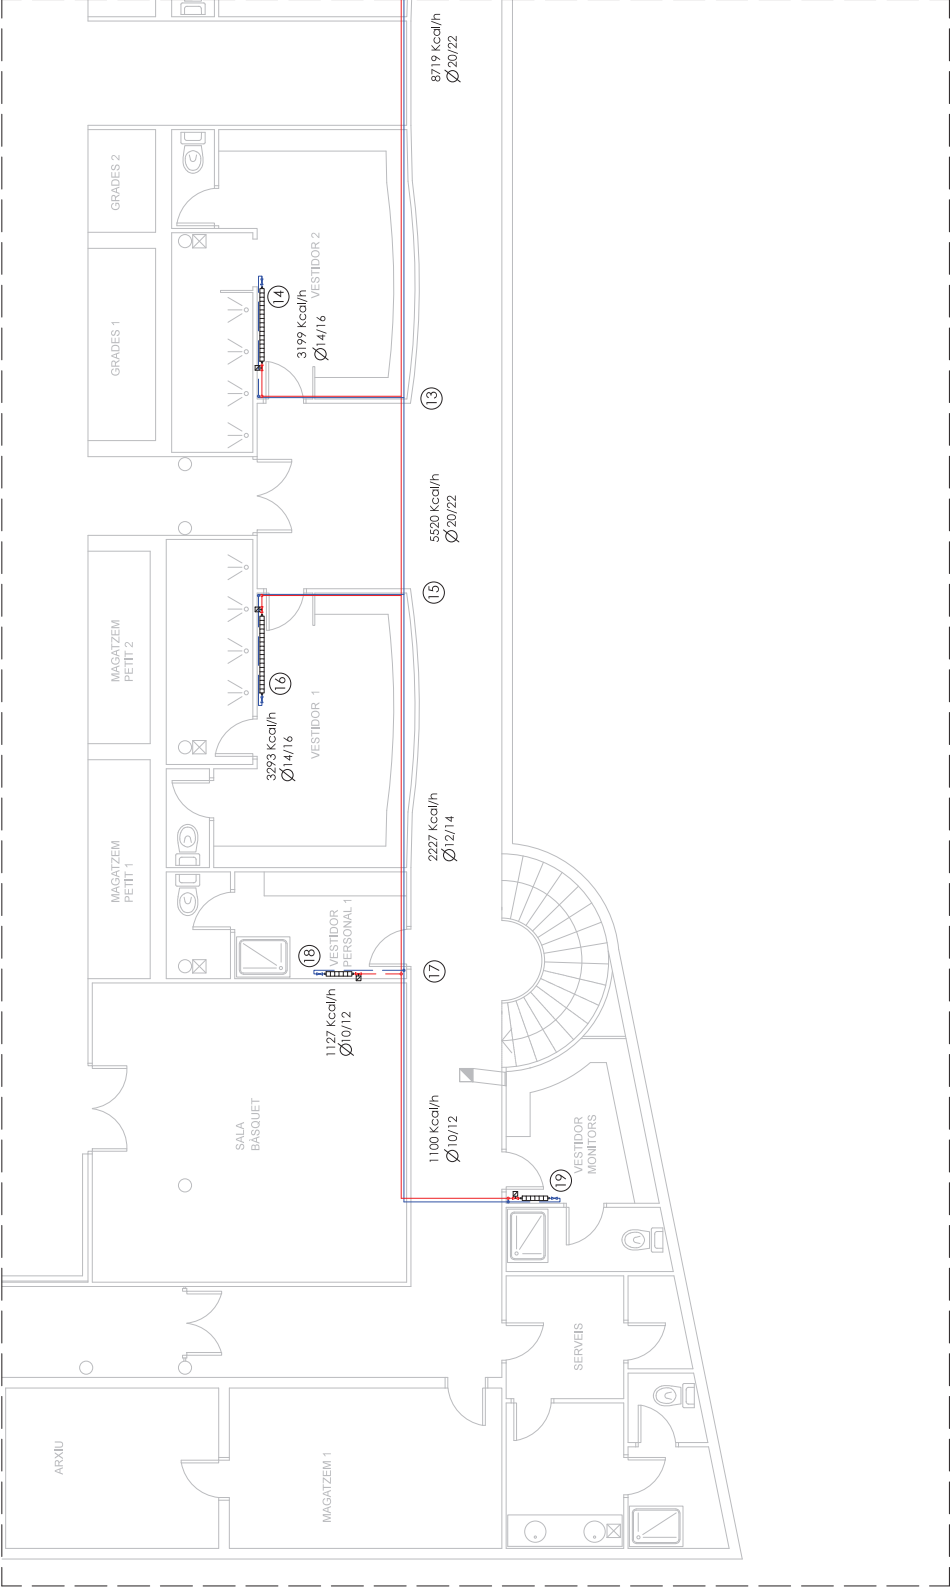 8719 Kcal/h
Ø20/22
GRADES 2
GRADES 1
VESTIDOR 2
14
3199 Kcal/h
Ø14/16
13
5520 Kcal/h
Ø20/22
15
MAGATZEM
PETIT 2
16
VESTIDOR 1
3293 Kcal/h
Ø14/16
2227 Kcal/h
Ø12/14
MAGATZEM
PETIT 1
VESTIDOR
PERSONAL 1
18
17
1127 Kcal/h
Ø10/12
SALA
BÀSQUET
1100 Kcal/h
Ø10/12
VESTIDOR
MONITORS
19
SERVEIS
ARXIU
MAGATZEM 1